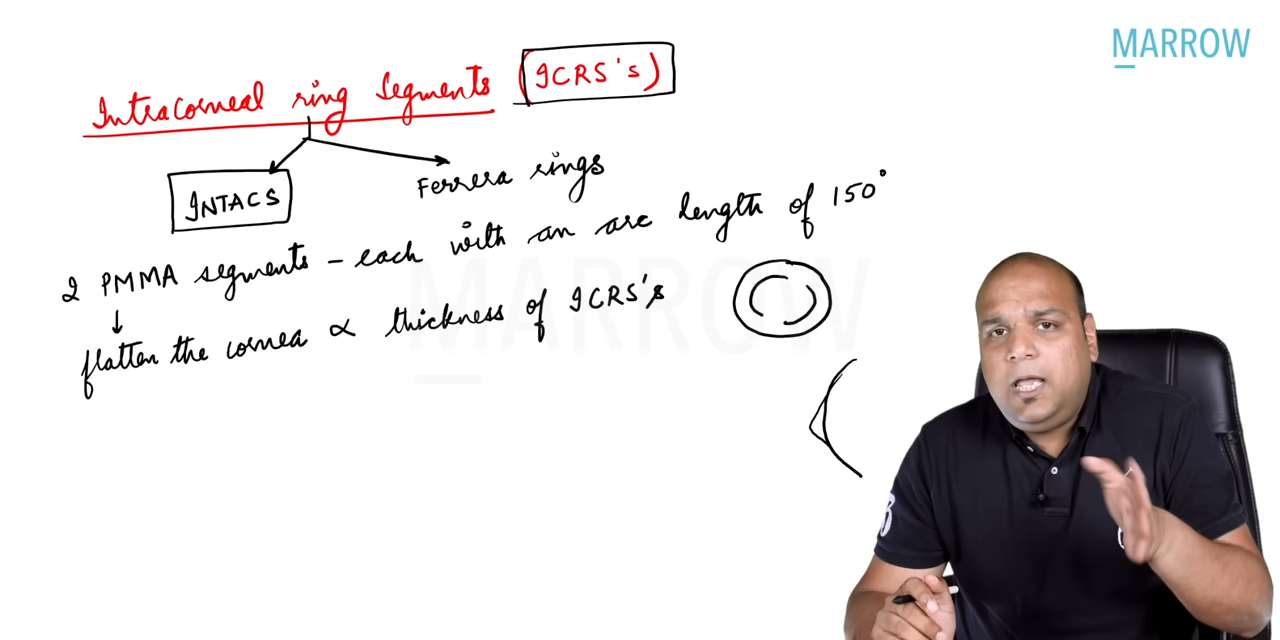 MARROW
Intracorneal ring segments (ICRS's)
INTACS
Ferrera rings
2 PMMA segments - each with an arc length of 150°
↓
flatten the cornea ∝ thickness of ICRS's
MARROW